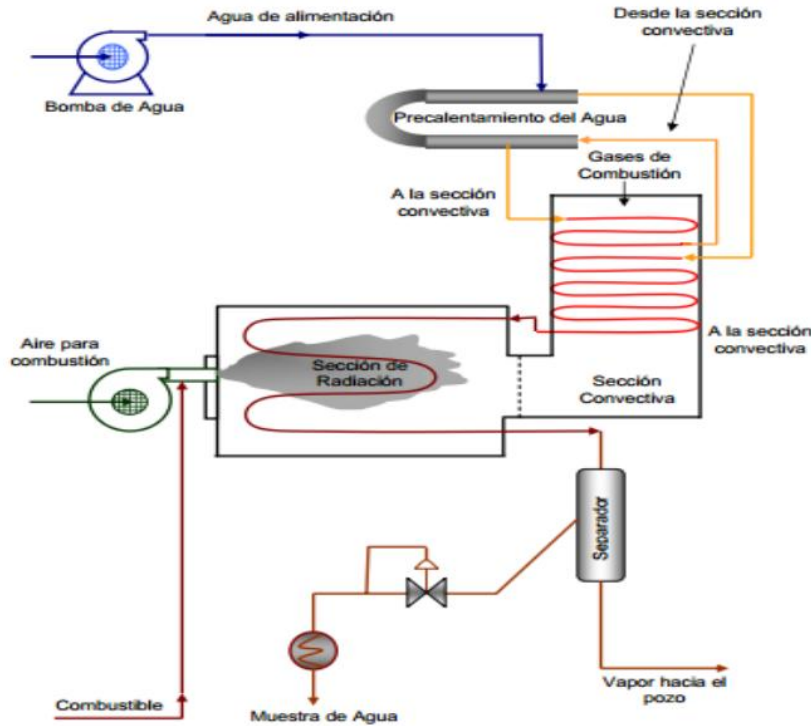 Agua de alimentación
Desde la sección
convectiva
Bomba de Agua
Precalentamiento del Agua
Gases de
Combustión
A la sección
convectiva
Aire para
combustión
Sección de
Radiación
A la sección
convectiva
Sección
Convectiva
Separador
Combustible
Muestra de Agua
Vapor hacia el
pozo